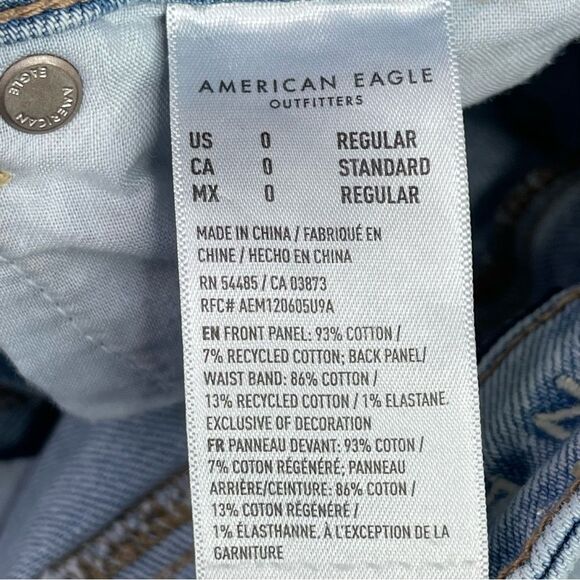 AMERICAN EAGLE
AMERICAN EAGLE
OUTFITTERS
US 0 REGULAR
CA 0 STANDARD
MX 0 REGULAR
MADE IN CHINA / FABRIQUÉ EN
CHINE / HECHO EN CHINA
RN 54485 / CA 03873
RFC# AEM120605U9A
EN FRONT PANEL: 93% COTTON /
7% RECYCLED COTTON; BACK PANEL/
WAIST BAND: 86% COTTON /
13% RECYCLED COTTON / 1% ELASTANE.
EXCLUSIVE OF DECORATION
FR PANNEAU DEVANT: 93% COTON /
7% COTON RÉGÉNÉRÉ; PANNEAU
ARRIÈRE/CEINTURE: 86% COTON /
13% COTON RÉGÉNÉRÉ /
1% ÉLASTHANNE. À L'EXCEPTION DE LA
GARNITURE